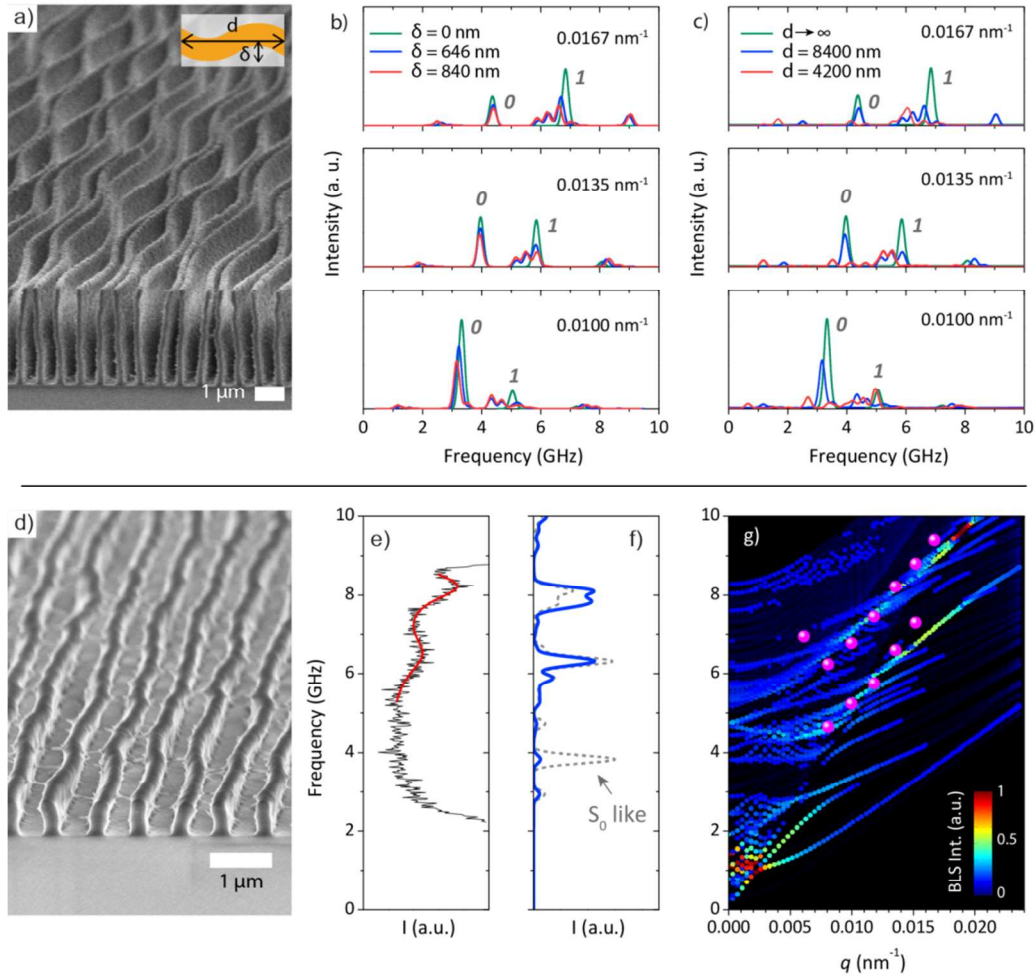 a)
d
δ
1 µm
b)
δ = 0 nm
δ = 646 nm
δ = 840 nm
0.0167 nm⁻¹
0
1
0.0135 nm⁻¹
0
1
0.0100 nm⁻¹
0
1
Intensity (a. u.)
0 2 4 6 8 10
Frequency (GHz)
c)
d → ∞
d = 8400 nm
d = 4200 nm
0.0167 nm⁻¹
0
1
0.0135 nm⁻¹
0
1
0.0100 nm⁻¹
0
1
Intensity (a. u.)
0 2 4 6 8 10
Frequency (GHz)
d)
1 µm
e)
10
8
6
4
2
0
Frequency (GHz)
I (a.u.)
f)
S₀ like
I (a.u.)
g)
10
8
6
4
2
0
BLS Int. (a.u.)
1
0
0.000 0.005 0.010 0.015 0.020
q (nm⁻¹)